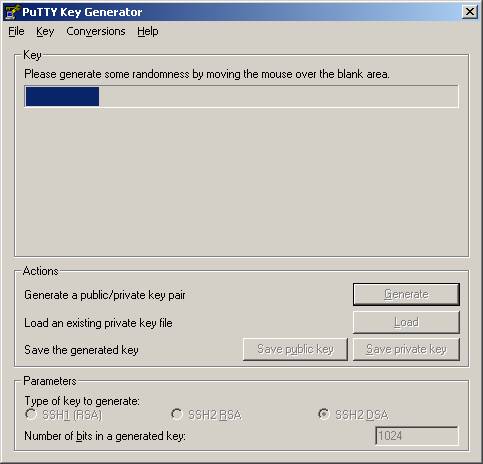 PuTTY Key Generator
File Key Conversions Help
Key
Please generate some randomness by moving the mouse over the blank area.
Actions
Generate a public/private key pair
Generate
Load an existing private key file
Load
Save the generated key
Save public key
Save private key
Parameters
Type of key to generate:
SSH1 (RSA) SSH2 RSA SSH2 DSA
Number of bits in a generated key:
1024